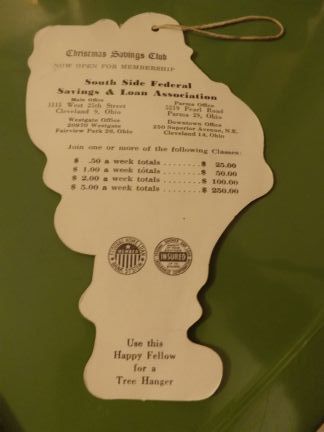 Christmas Savings Club
NOW OPEN FOR MEMBERSHIP
South Side Federal
Savings & Loan Association
Main Office
3115 West 25th Street
Cleveland 9, Ohio
Parma Office
5219 Pearl Road
Parma 29, Ohio
Westgate Office
20970 Westgate
Fairview Park 26, Ohio
Downtown Office
250 Superior Avenue, N.E.
Cleveland 14, Ohio
Join one or more of the following Classes:
$ .50 a week totals ........ $ 25.00
$ 1.00 a week totals ........ $ 50.00
$ 2.00 a week totals ........ $ 100.00
$ 5.00 a week totals ........ $ 250.00
MEMBER
INSURED
Use this
Happy Fellow
for a
Tree Hanger